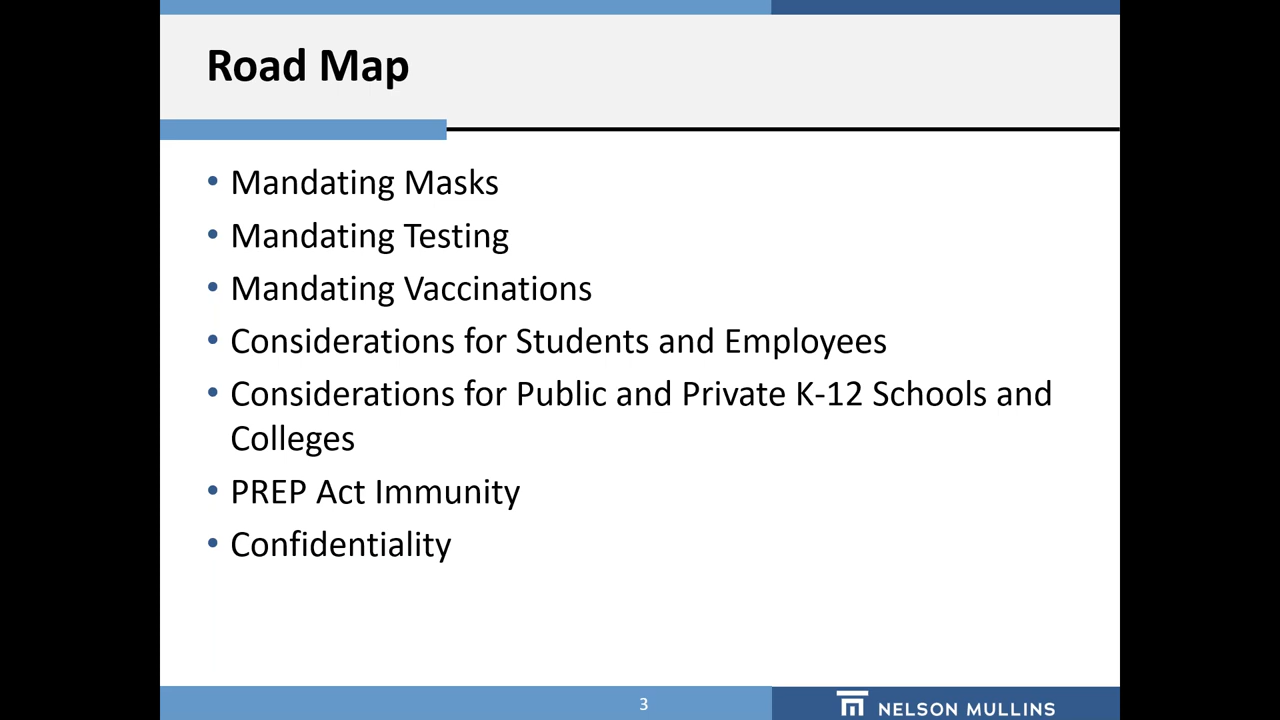 Road Map
• Mandating Masks
• Mandating Testing
• Mandating Vaccinations
• Considerations for Students and Employees
• Considerations for Public and Private K-12 Schools and
Colleges
• PREP Act Immunity
• Confidentiality
3
NELSON MULLINS